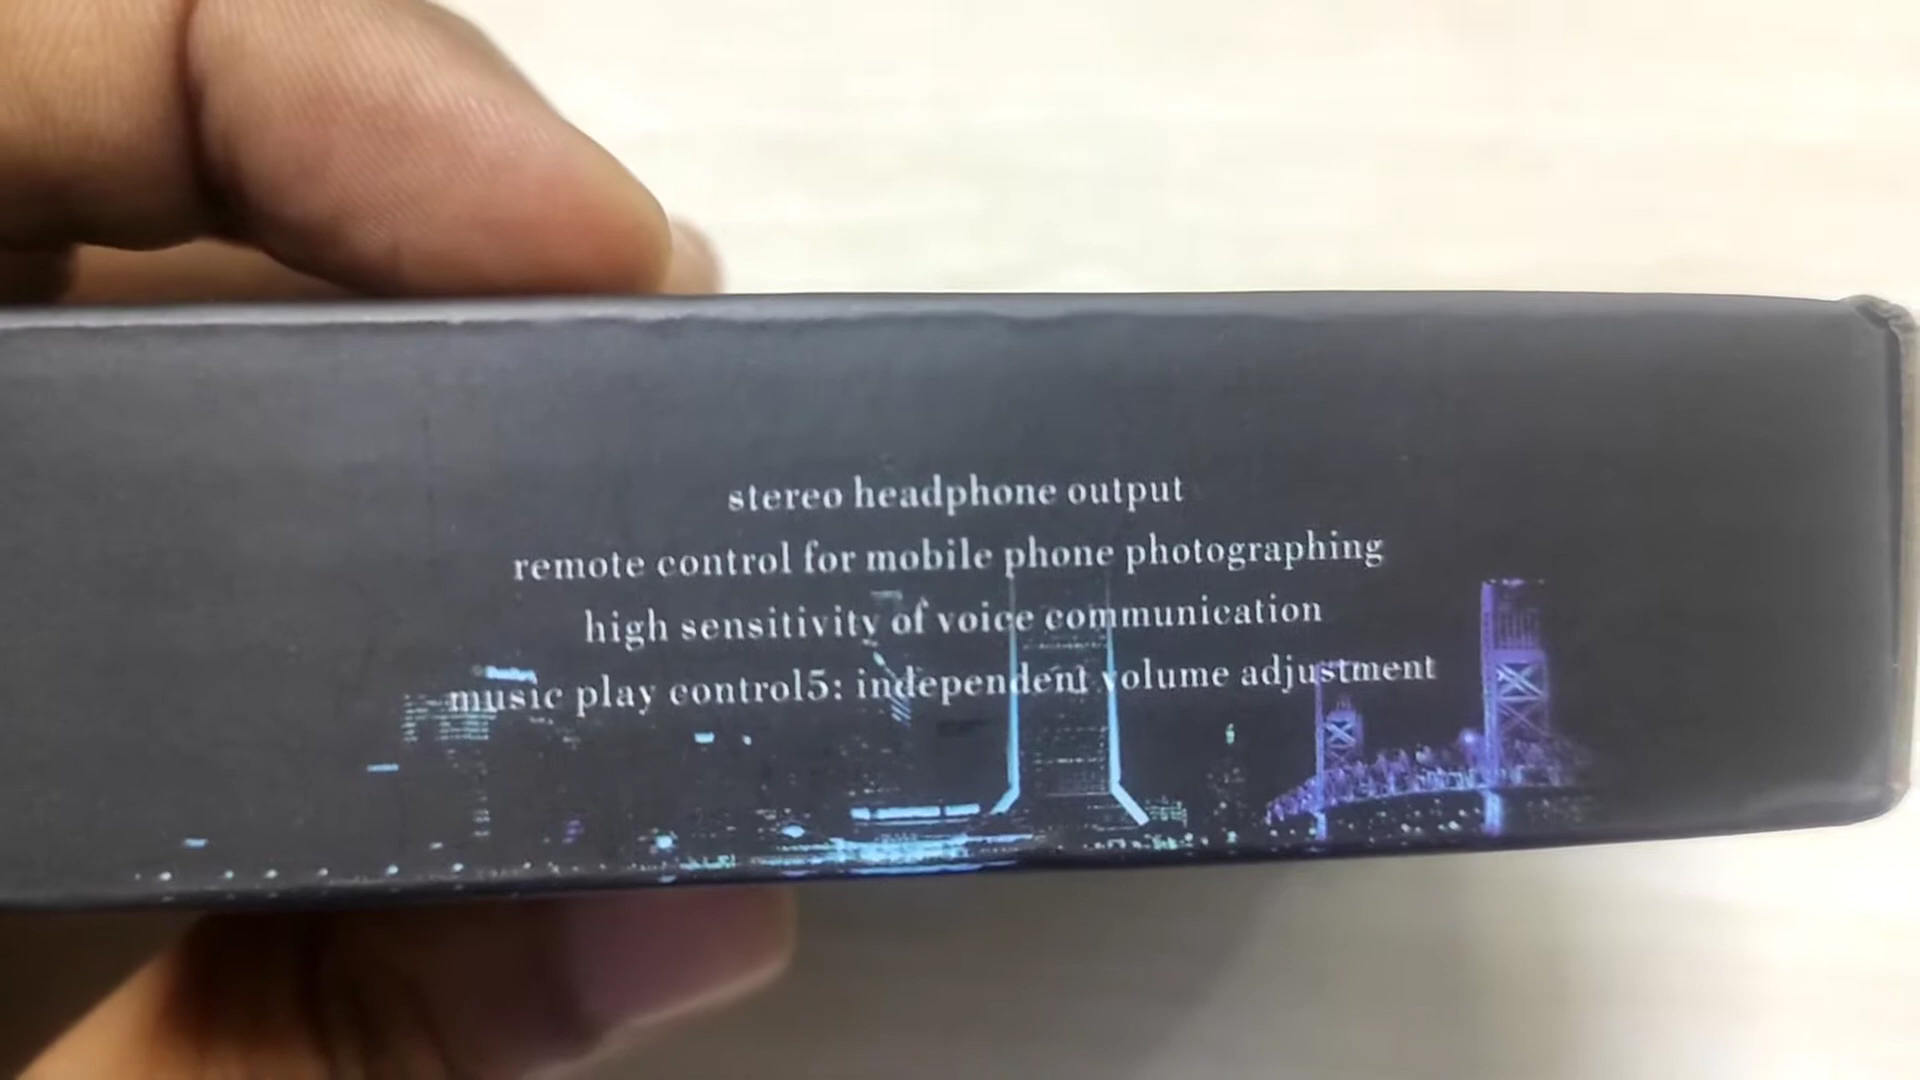 stereo headphone output
remote control for mobile phone photographing
high sensitivity of voice communication
music play control5: independent volume adjustment